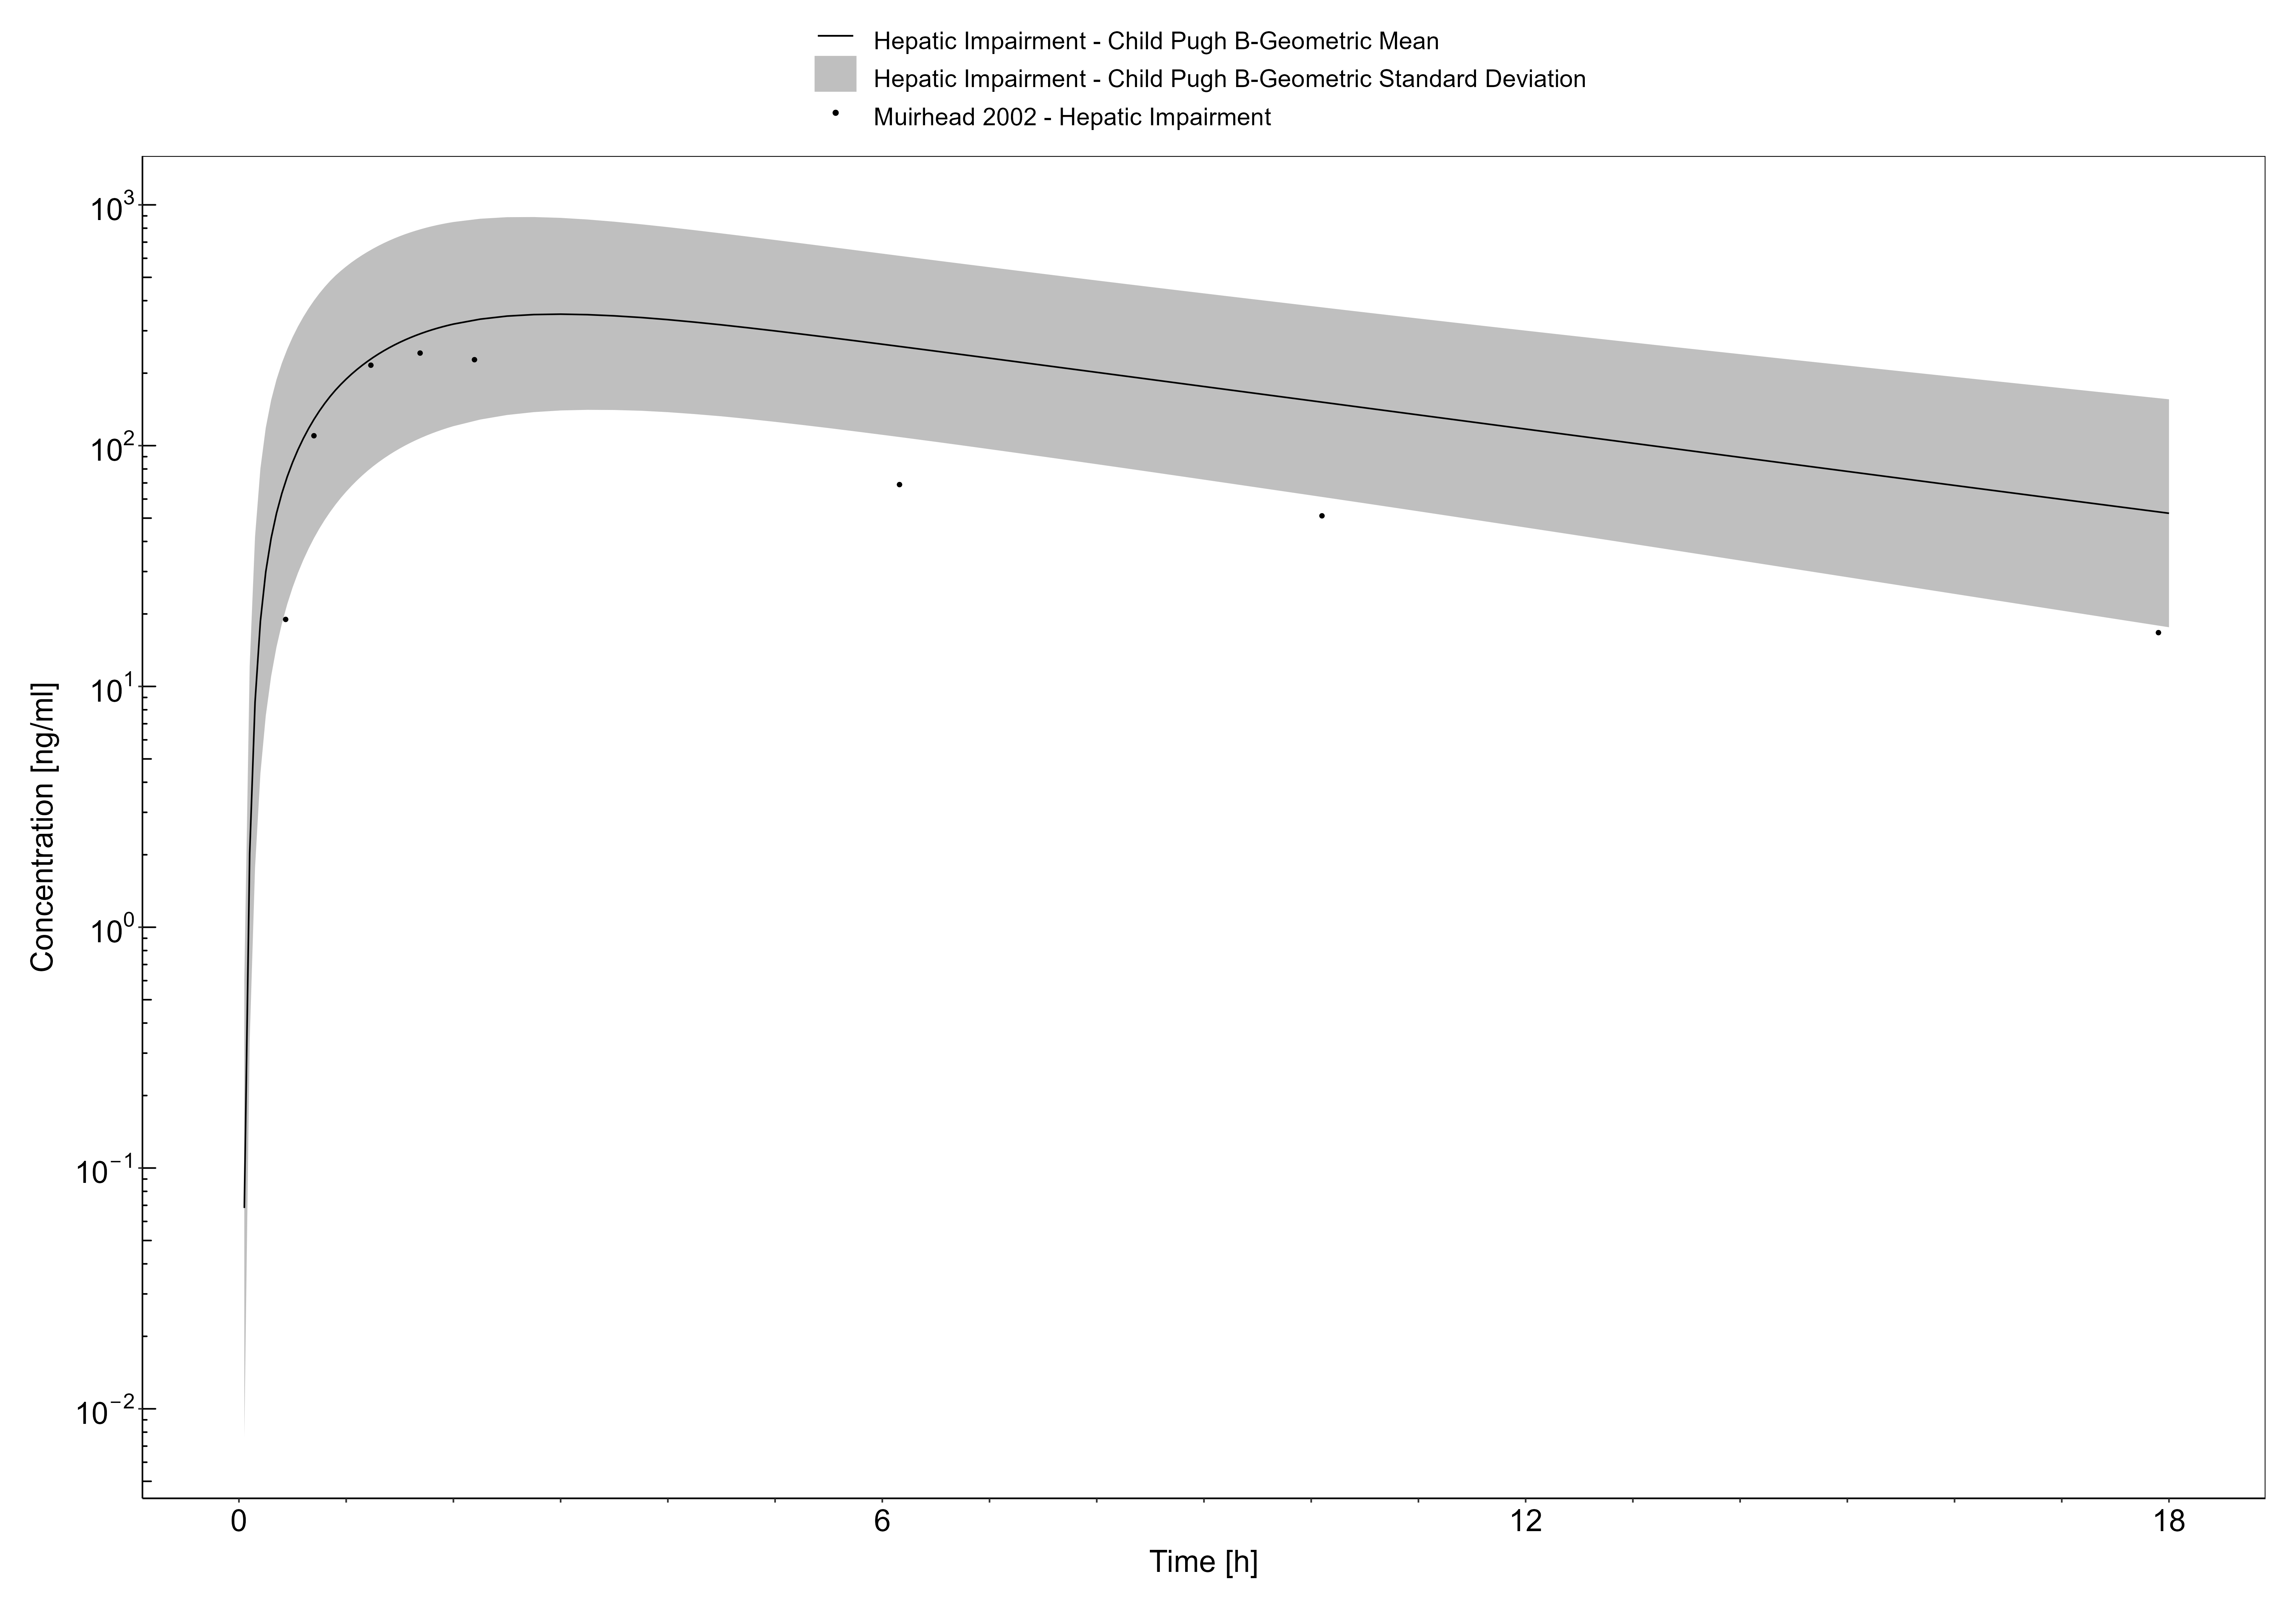 Hepatic Impairment - Child Pugh B-Geometric Mean
Hepatic Impairment - Child Pugh B-Geometric Standard Deviation
Muirhead 2002 - Hepatic Impairment
10³
10²
10¹
10⁰
10⁻¹
10⁻²
Concentration [ng/ml]
0 6 12 18
Time [h]